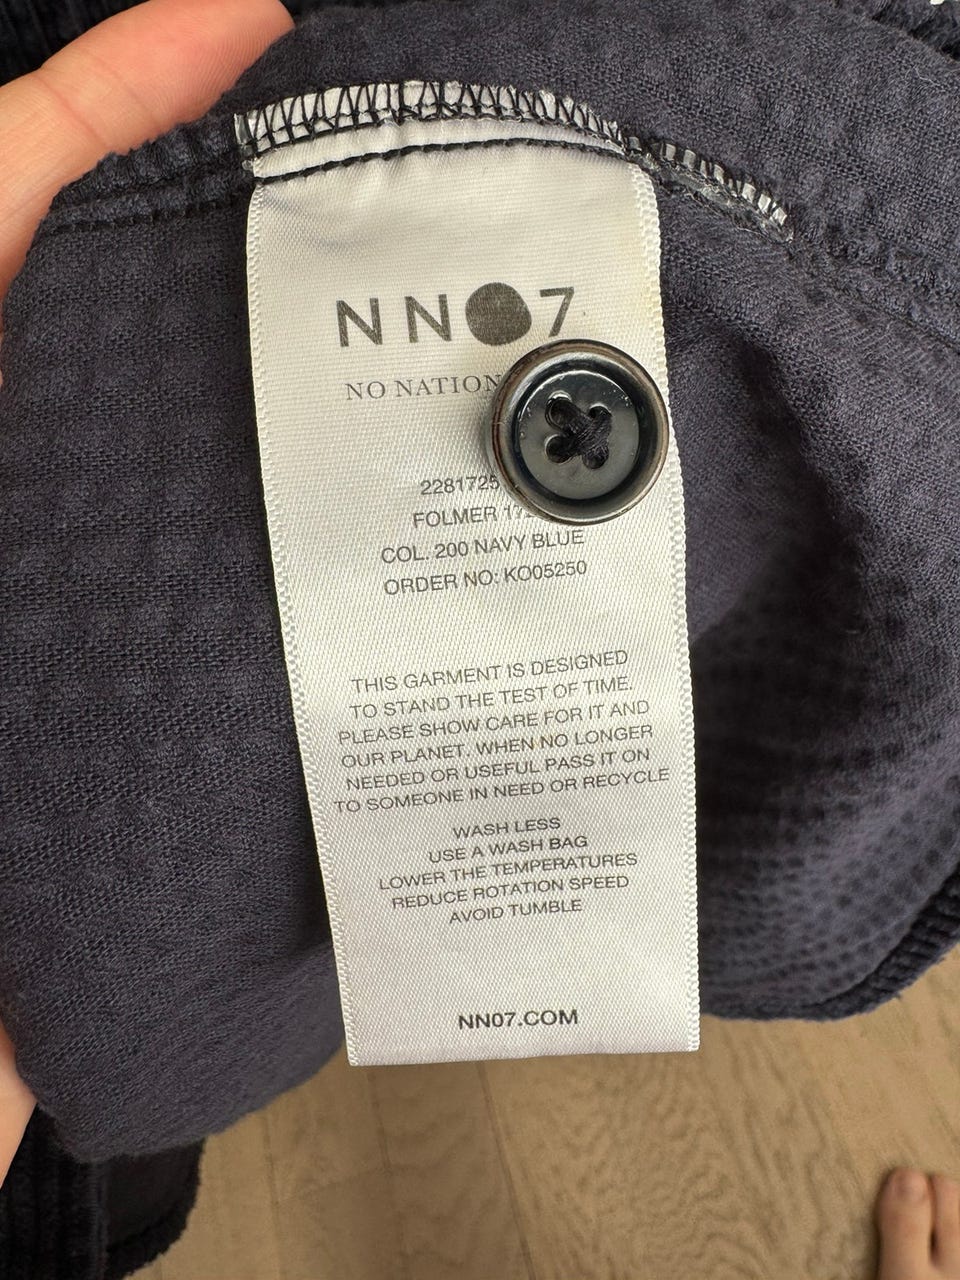 NN07
NO NATION
2281725
FOLMER
COL. 200 NAVY BLUE
ORDER NO: KO05250
THIS GARMENT IS DESIGNED
TO STAND THE TEST OF TIME.
PLEASE SHOW CARE FOR IT AND
OUR PLANET. WHEN NO LONGER
NEEDED OR USEFUL PASS IT ON
TO SOMEONE IN NEED OR RECYCLE
WASH LESS
USE A WASH BAG
LOWER THE TEMPERATURES
REDUCE ROTATION SPEED
AVOID TUMBLE
NN07.COM